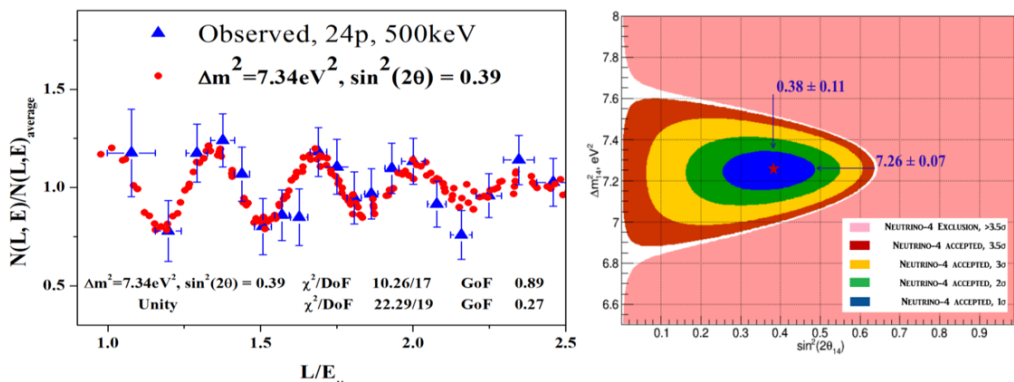 Observed, 24p, 500keV
Δm²=7.34eV², sin²(2θ) = 0.39
N(L, E)/N(L,E)average
1.5
1.0
0.5
Δm²=7.34eV², sin²(2θ) = 0.39 χ²/DoF 10.26/17 GoF 0.89
Unity χ²/DoF 22.29/19 GoF 0.27
1.0 1.5 2.0 2.5
8
7.8
7.6
7.4
7.2
7
6.8
6.6
Δm²₁₄, eV²
0.38 ± 0.11
7.26 ± 0.07
NEUTRINO–4 EXCLUSION, >3.5σ
NEUTRINO–4 ACCEPTED, 3.5σ
NEUTRINO–4 ACCEPTED, 3σ
NEUTRINO–4 ACCEPTED, 2σ
NEUTRINO–4 ACCEPTED, 1σ
0.1 0.2 0.3 0.4 0.5 0.6 0.7 0.8 0.9
sin²(2θ₁₄)